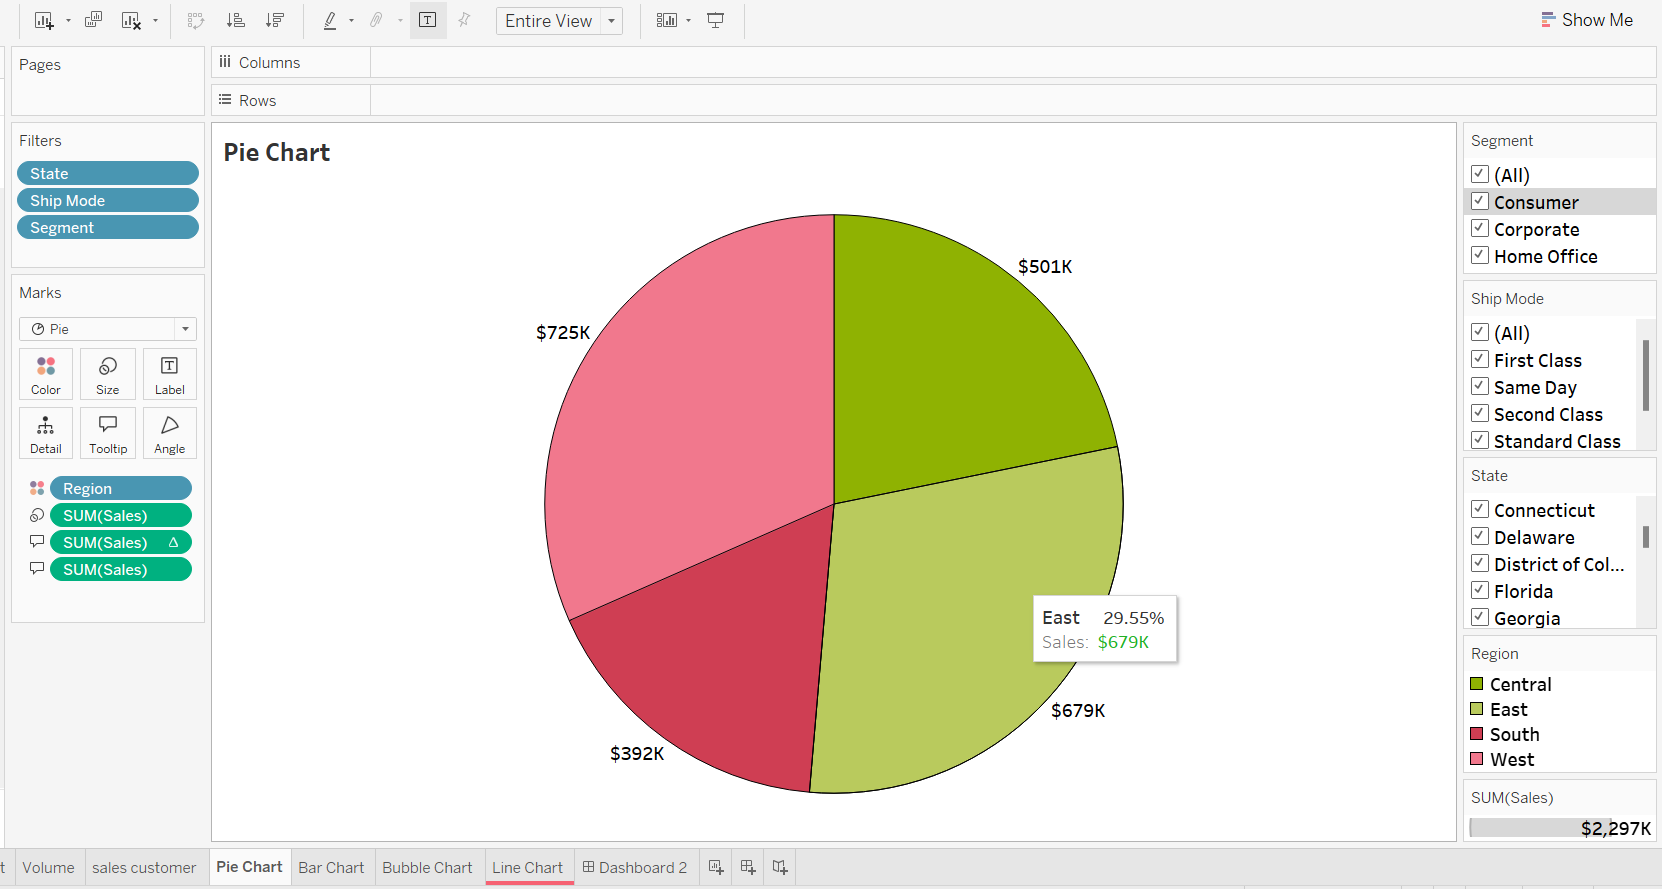 Entire View
Show Me
Pages
Columns
Rows
Filters
State
Ship Mode
Segment
Marks
Pie
Color
Size
Label
Detail
Tooltip
Angle
Region
SUM(Sales)
SUM(Sales) Δ
SUM(Sales)
Pie Chart
$501K
$725K
East 29.55%
Sales: $679K
$679K
$392K
Segment
(All)
Consumer
Corporate
Home Office
Ship Mode
(All)
First Class
Same Day
Second Class
Standard Class
State
Connecticut
Delaware
District of Col...
Florida
Georgia
Region
Central
East
South
West
SUM(Sales)
$2,297K
t
Volume
sales customer
Pie Chart
Bar Chart
Bubble Chart
Line Chart
Dashboard 2